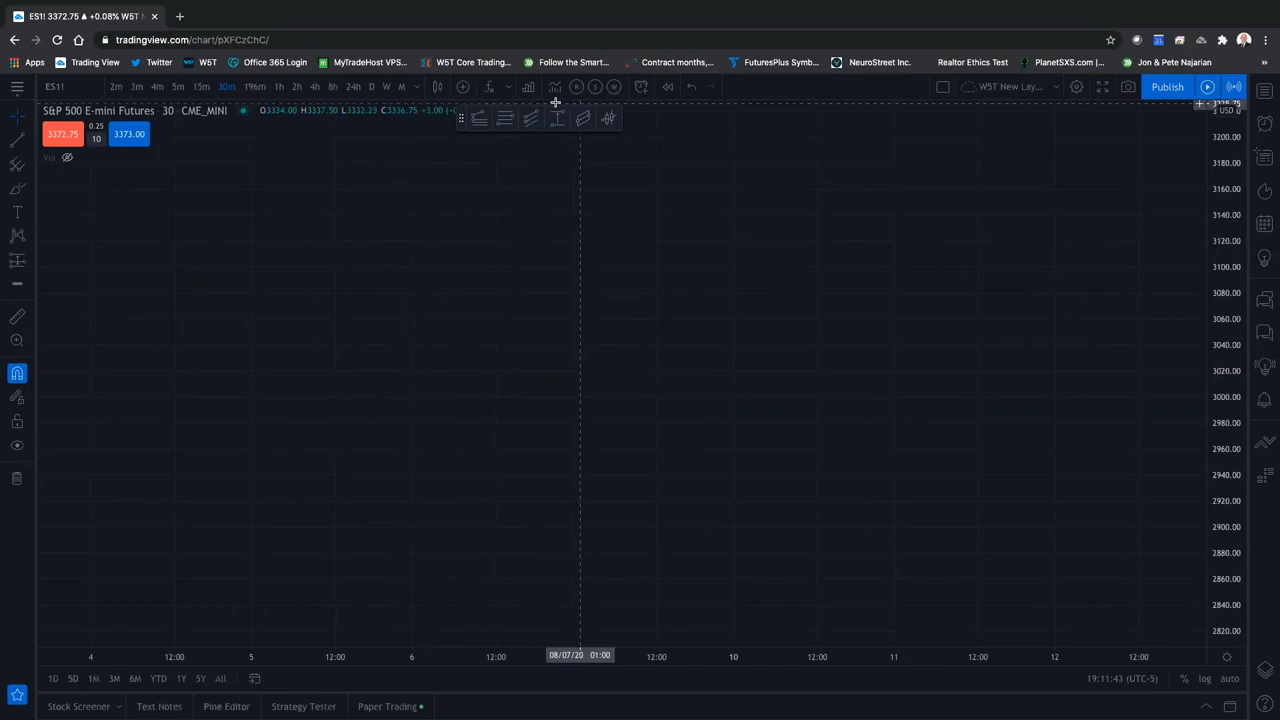 ES1! 3372.75 ▲ +0.08% W5T
tradingview.com/chart/pXFCzChC/
Apps Trading View Twitter W5T Office 365 Login MyTradeHost VPS... W5T Core Trading... Follow the Smart... Contract months,... FuturesPlus Symb... NeuroStreet Inc. Realtor Ethics Test PlanetSXS.com |... Jon & Pete Najarian
ES1! 2m 3m 4m 5m 15m 30m 196m 1h 2h 4h 8h 24h D W M R S W W5T New Lay... Publish
S&P 500 E-mini Futures 30 CME_MINI O3334.00 H3337.50 L3332.25 C3336.75 +3.00
USD
3372.75 0.25 10 3373.00
Vol
3200.00
3180.00
3160.00
3140.00
3120.00
3100.00
3080.00
3060.00
3040.00
3020.00
3000.00
2980.00
2960.00
2940.00
2920.00
2900.00
2880.00
2860.00
2840.00
2820.00
4 12:00 5 12:00 6 12:00 08/07/20 01:00 12:00 10 12:00 11 12:00 12 12:00
1D 5D 1M 3M 6M YTD 1Y 5Y All 19:11:43 (UTC-5) % log auto
Stock Screener Text Notes Pine Editor Strategy Tester Paper Trading